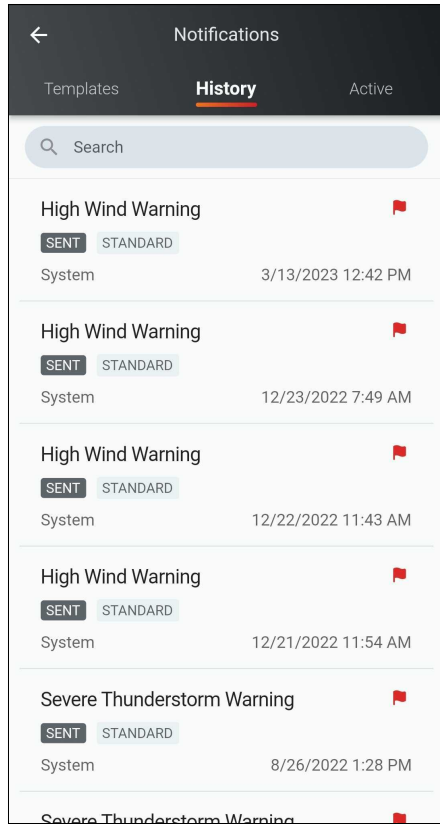 Notifications
Templates History Active
Search
High Wind Warning
SENT STANDARD
System 3/13/2023 12:42 PM
High Wind Warning
SENT STANDARD
System 12/23/2022 7:49 AM
High Wind Warning
SENT STANDARD
System 12/22/2022 11:43 AM
High Wind Warning
SENT STANDARD
System 12/21/2022 11:54 AM
Severe Thunderstorm Warning
SENT STANDARD
System 8/26/2022 1:28 PM
Severe Thunderstorm Warning